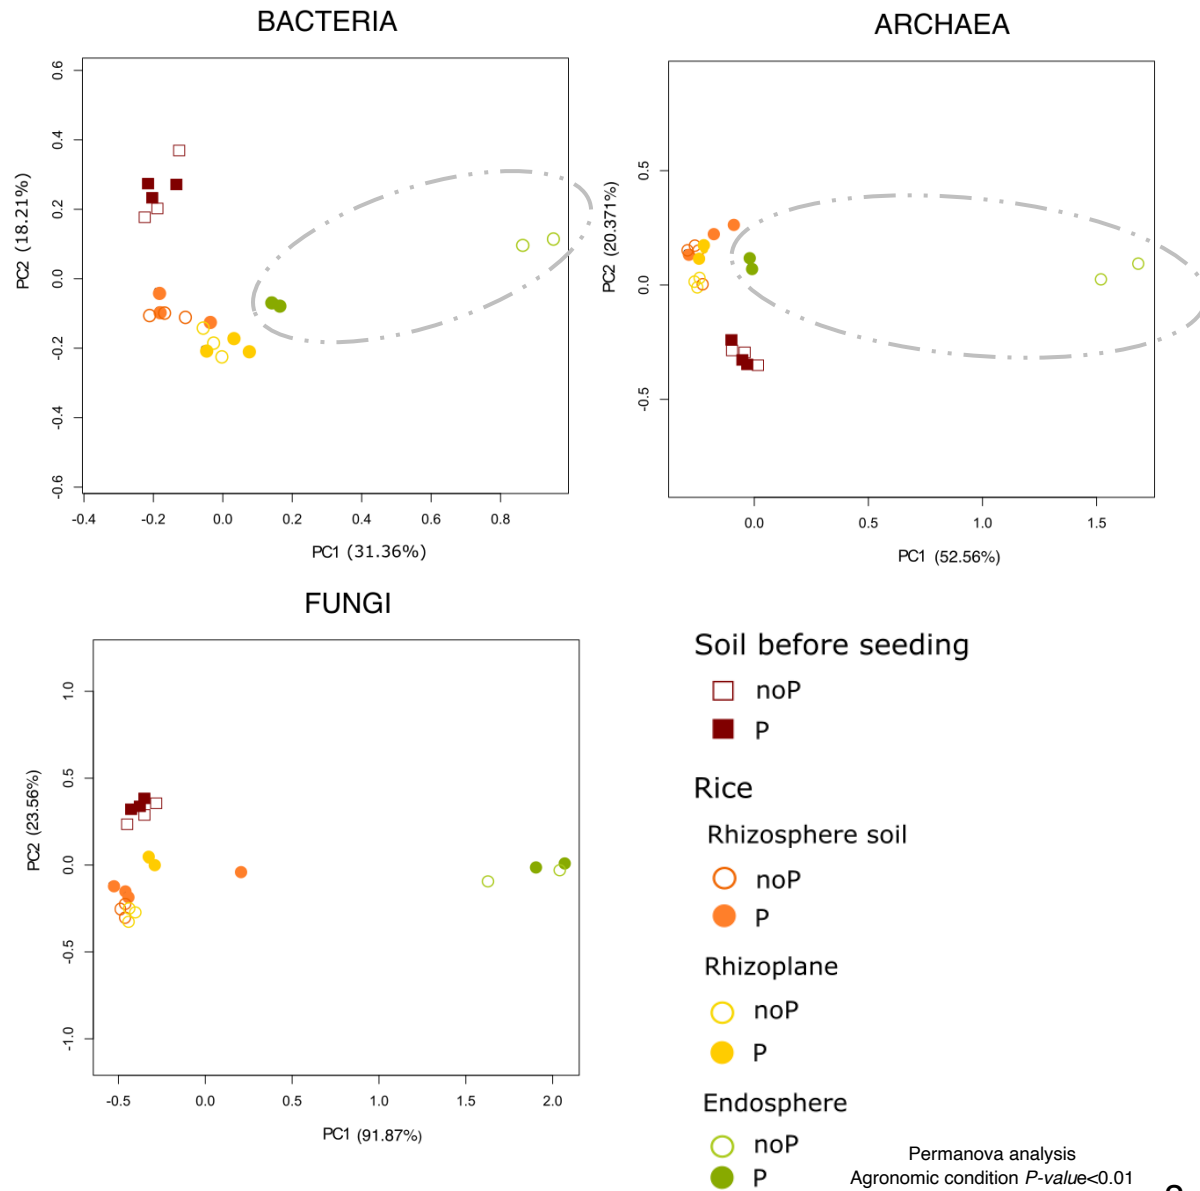 BACTERIA
0.6
0.4
0.2
0.0
-0.2
-0.4
-0.6
PC2 (18.21%)
-0.4 -0.2 0.0 0.2 0.4 0.6 0.8
PC1 (31.36%)
ARCHAEA
0.5
0.0
-0.5
PC2 (20.371%)
0.0 0.5 1.0 1.5
PC1 (52.56%)
FUNGI
1.0
0.5
0.0
-0.5
-1.0
PC2 (23.56%)
-0.5 0.0 0.5 1.0 1.5 2.0
PC1 (91.87%)
Soil before seeding
noP
P
Rice
Rhizosphere soil
noP
P
Rhizoplane
noP
P
Endosphere
noP
P
Permanova analysis
Agronomic condition P-value<0.01